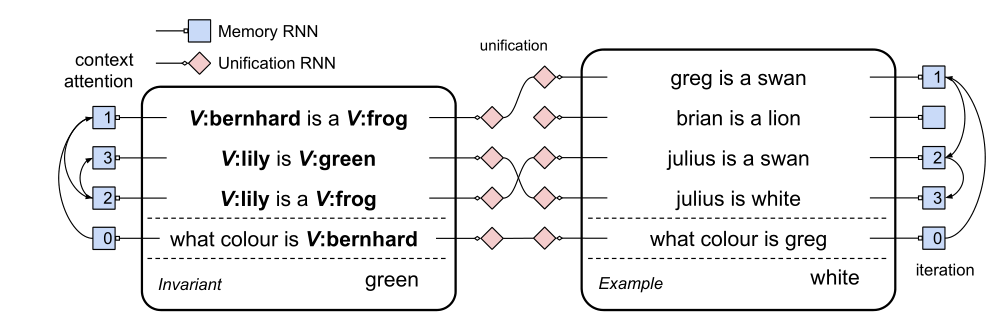 Memory RNN
Unification RNN
context
attention
unification
1 V:bernhard is a V:frog
3 V:lily is V:green
2 V:lily is a V:frog
0 what colour is V:bernhard
Invariant green
greg is a swan 1
brian is a lion
julius is a swan 2
julius is white 3
what colour is greg 0
Example white
iteration